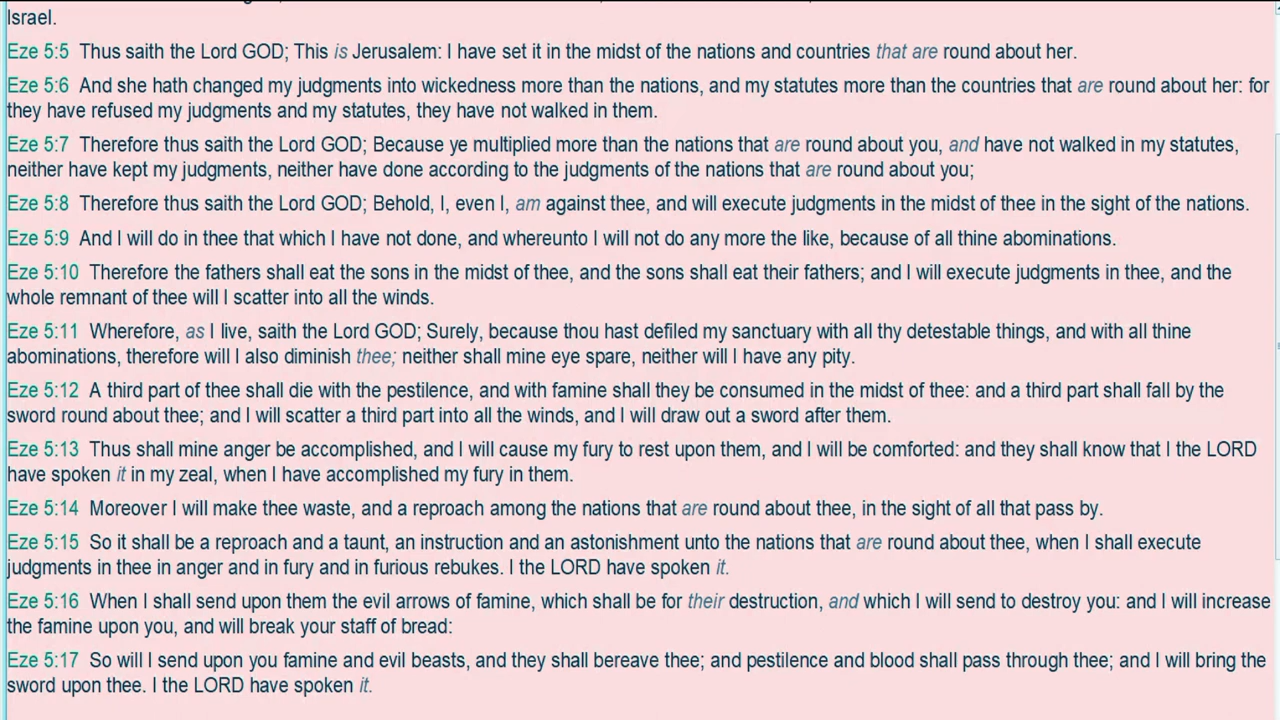 Israel.
Eze 5:5 Thus saith the Lord GOD; This is Jerusalem: I have set it in the midst of the nations and countries that are round about her.
Eze 5:6 And she hath changed my judgments into wickedness more than the nations, and my statutes more than the countries that are round about her: for
they have refused my judgments and my statutes, they have not walked in them.
Eze 5:7 Therefore thus saith the Lord GOD; Because ye multiplied more than the nations that are round about you, and have not walked in my statutes,
neither have kept my judgments, neither have done according to the judgments of the nations that are round about you;
Eze 5:8 Therefore thus saith the Lord GOD; Behold, I, even I, am against thee, and will execute judgments in the midst of thee in the sight of the nations.
Eze 5:9 And I will do in thee that which I have not done, and whereunto I will not do any more the like, because of all thine abominations.
Eze 5:10 Therefore the fathers shall eat the sons in the midst of thee, and the sons shall eat their fathers; and I will execute judgments in thee, and the
whole remnant of thee will I scatter into all the winds.
Eze 5:11 Wherefore, as I live, saith the Lord GOD; Surely, because thou hast defiled my sanctuary with all thy detestable things, and with all thine
abominations, therefore will I also diminish thee; neither shall mine eye spare, neither will I have any pity.
Eze 5:12 A third part of thee shall die with the pestilence, and with famine shall they be consumed in the midst of thee: and a third part shall fall by the
sword round about thee; and I will scatter a third part into all the winds, and I will draw out a sword after them.
Eze 5:13 Thus shall mine anger be accomplished, and I will cause my fury to rest upon them, and I will be comforted: and they shall know that I the LORD
have spoken it in my zeal, when I have accomplished my fury in them.
Eze 5:14 Moreover I will make thee waste, and a reproach among the nations that are round about thee, in the sight of all that pass by.
Eze 5:15 So it shall be a reproach and a taunt, an instruction and an astonishment unto the nations that are round about thee, when I shall execute
judgments in thee in anger and in fury and in furious rebukes. I the LORD have spoken it.
Eze 5:16 When I shall send upon them the evil arrows of famine, which shall be for their destruction, and which I will send to destroy you: and I will increase
the famine upon you, and will break your staff of bread:
Eze 5:17 So will I send upon you famine and evil beasts, and they shall bereave thee; and pestilence and blood shall pass through thee; and I will bring the
sword upon thee. I the LORD have spoken it.